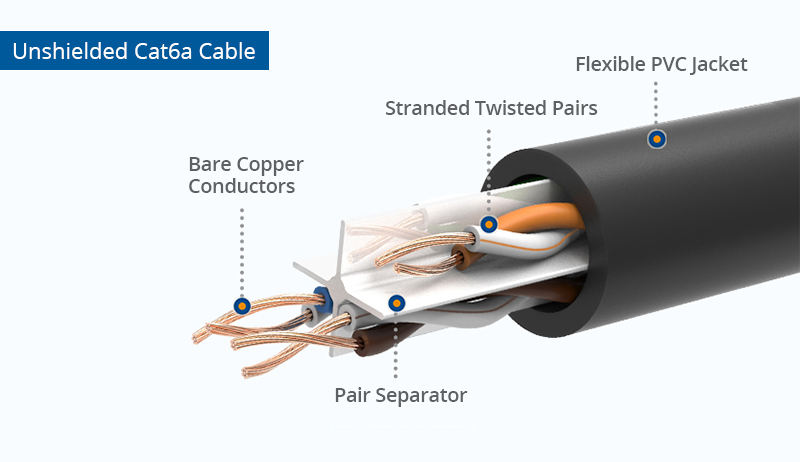 Unshielded Cat6a Cable
Flexible PVC Jacket
Stranded Twisted Pairs
Bare Copper
Conductors
Pair Separator